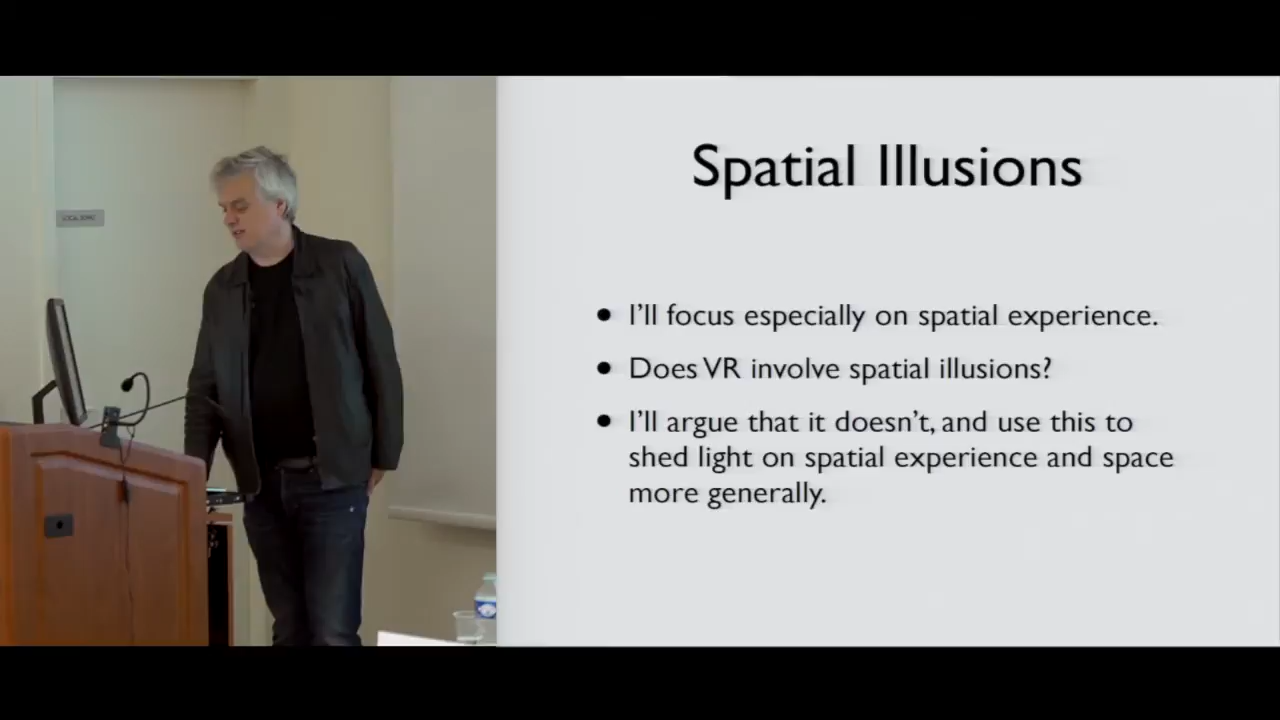 Spatial Illusions
• I'll focus especially on spatial experience.
• Does VR involve spatial illusions?
• I'll argue that it doesn't, and use this to
shed light on spatial experience and space
more generally.